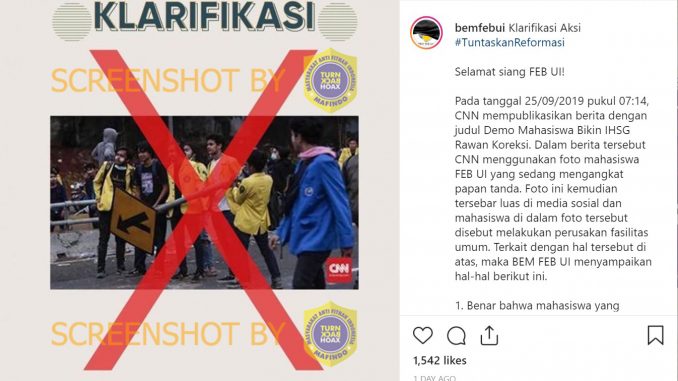 KLARIFIKASI
SCREENSHOT BY
MASYARAKAT ANTI FITNAH INDONESIA
TURN
BACK
HOAX
MAFINDO
CNN
Indonesia
SCREENSHOT BY
MASYARAKAT ANTI FITNAH INDONESIA
TURN
BACK
HOAX
MAFINDO
bemfebui Klarifikasi Aksi
#TuntaskanReformasi
Selamat siang FEB UI!
Pada tanggal 25/09/2019 pukul 07:14,
CNN mempublikasikan berita dengan
judul Demo Mahasiswa Bikin IHSG
Rawan Koreksi. Dalam berita tersebut
CNN menggunakan foto mahasiswa
FEB UI yang sedang mengangkat
papan tanda. Foto ini kemudian
tersebar luas di media sosial dan
mahasiswa di dalam foto tersebut
disebut melakukan perusakan fasilitas
umum. Terkait dengan hal tersebut di
atas, maka BEM FEB UI menyampaikan
hal-hal berikut ini.
1. Benar bahwa mahasiswa yang
1,542 likes
1 DAY AGO